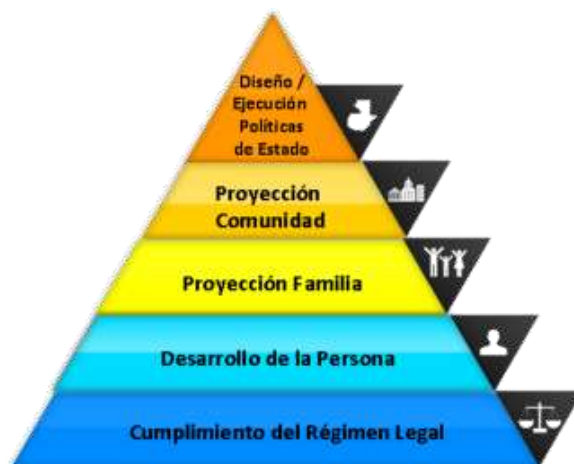 Diseño /
Ejecución
Políticas
de Estado
Proyección
Comunidad
Proyección Familia
Desarrollo de la Persona
Cumplimiento del Régimen Legal